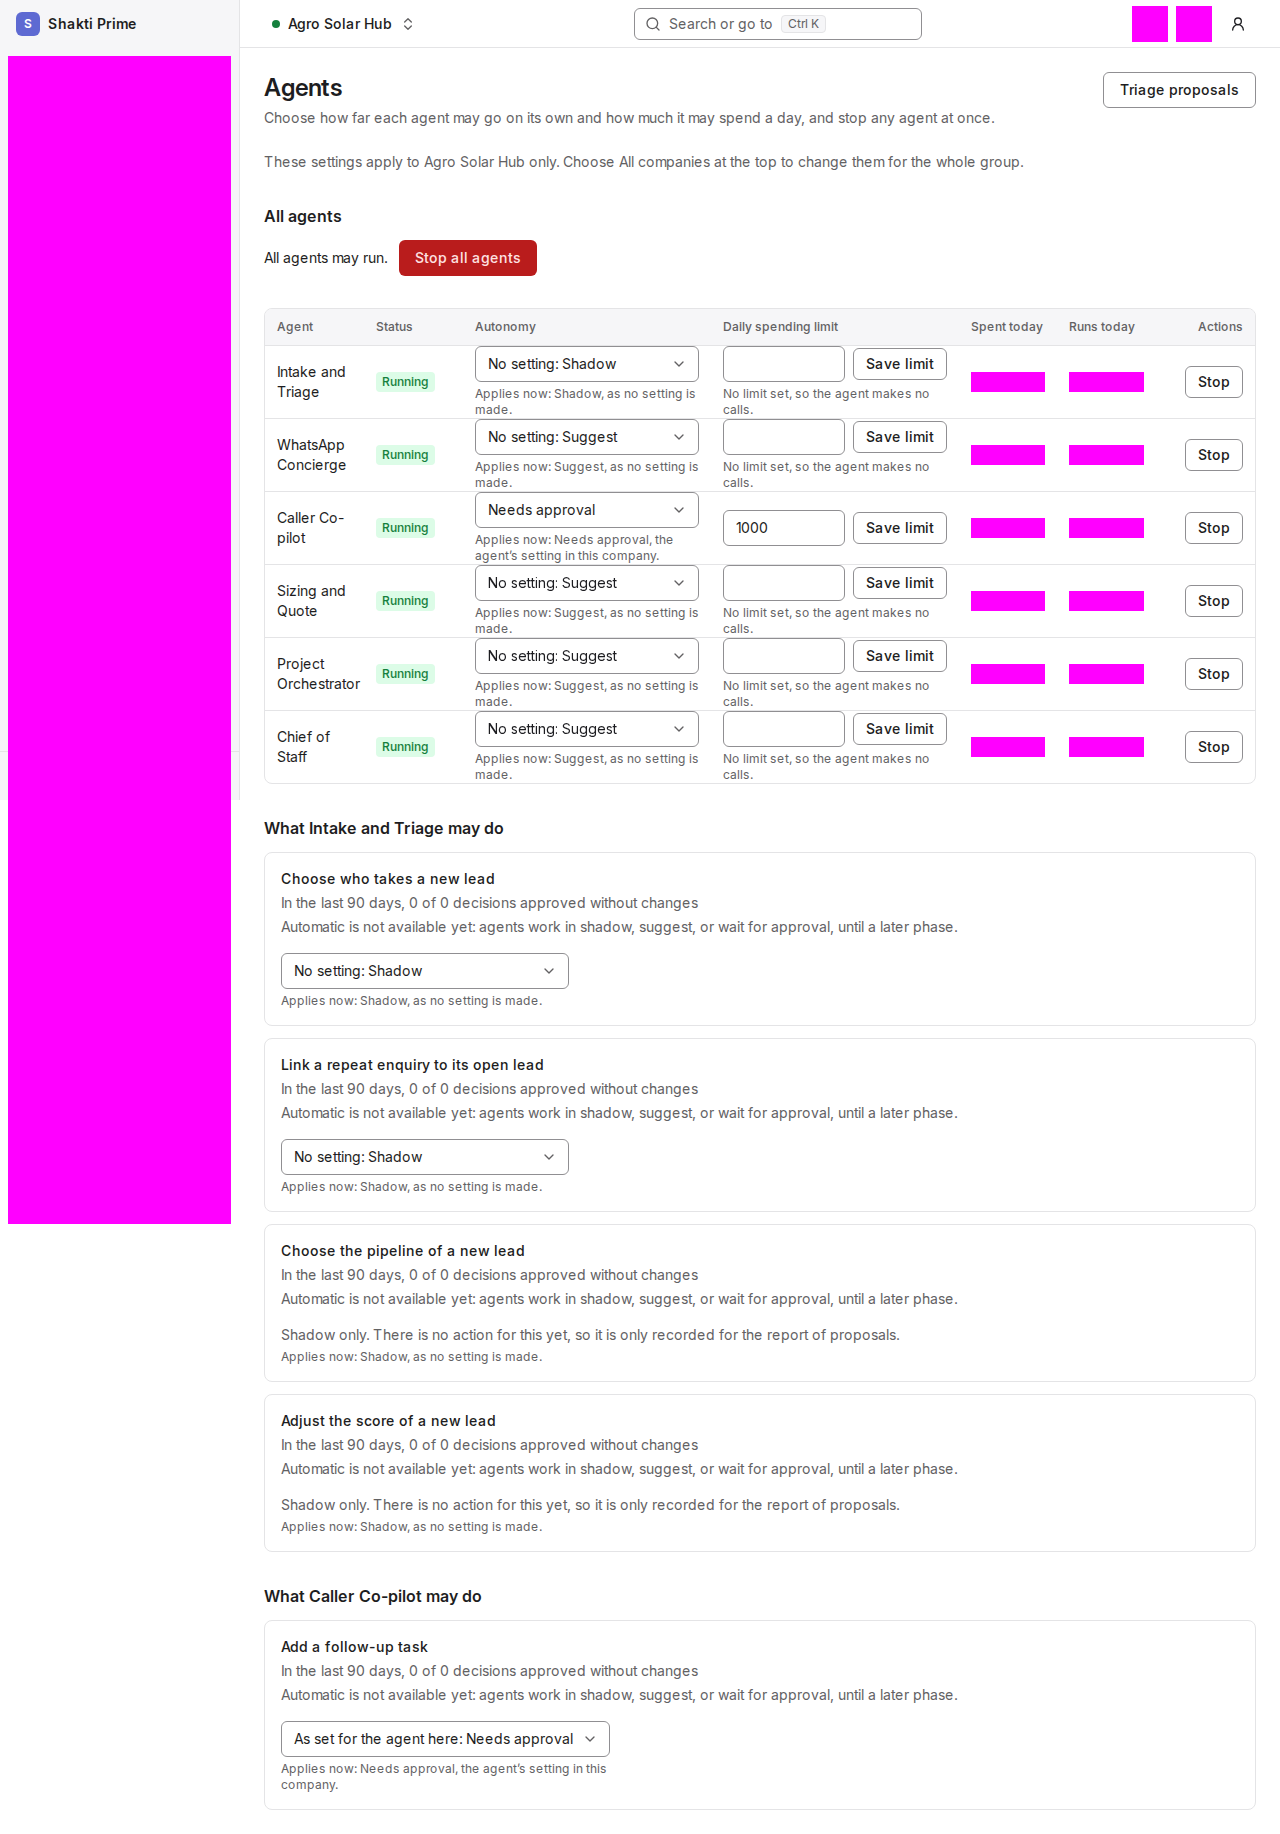 S Shakti Prime
Agro Solar Hub
Search or go to Ctrl K
Agents
Triage proposals
Choose how far each agent may go on its own and how much it may spend a day, and stop any agent at once.
These settings apply to Agro Solar Hub only. Choose All companies at the top to change them for the whole group.
All agents
All agents may run. Stop all agents
Agent Status Autonomy Daily spending limit Spent today Runs today Actions
Intake and Triage Running No setting: Shadow Save limit Stop
Applies now: Shadow, as no setting is made. No limit set, so the agent makes no calls.
WhatsApp Concierge Running No setting: Suggest Save limit Stop
Applies now: Suggest, as no setting is made. No limit set, so the agent makes no calls.
Caller Co-pilot Running Needs approval 1000 Save limit Stop
Applies now: Needs approval, the agent's setting in this company.
Sizing and Quote Running No setting: Suggest Save limit Stop
Applies now: Suggest, as no setting is made. No limit set, so the agent makes no calls.
Project Orchestrator Running No setting: Suggest Save limit Stop
Applies now: Suggest, as no setting is made. No limit set, so the agent makes no calls.
Chief of Staff Running No setting: Suggest Save limit Stop
Applies now: Suggest, as no setting is made. No limit set, so the agent makes no calls.
What Intake and Triage may do
Choose who takes a new lead
In the last 90 days, 0 of 0 decisions approved without changes
Automatic is not available yet: agents work in shadow, suggest, or wait for approval, until a later phase.
No setting: Shadow
Applies now: Shadow, as no setting is made.
Link a repeat enquiry to its open lead
In the last 90 days, 0 of 0 decisions approved without changes
Automatic is not available yet: agents work in shadow, suggest, or wait for approval, until a later phase.
No setting: Shadow
Applies now: Shadow, as no setting is made.
Choose the pipeline of a new lead
In the last 90 days, 0 of 0 decisions approved without changes
Automatic is not available yet: agents work in shadow, suggest, or wait for approval, until a later phase.
Shadow only. There is no action for this yet, so it is only recorded for the report of proposals.
Applies now: Shadow, as no setting is made.
Adjust the score of a new lead
In the last 90 days, 0 of 0 decisions approved without changes
Automatic is not available yet: agents work in shadow, suggest, or wait for approval, until a later phase.
Shadow only. There is no action for this yet, so it is only recorded for the report of proposals.
Applies now: Shadow, as no setting is made.
What Caller Co-pilot may do
Add a follow-up task
In the last 90 days, 0 of 0 decisions approved without changes
Automatic is not available yet: agents work in shadow, suggest, or wait for approval, until a later phase.
As set for the agent here: Needs approval
Applies now: Needs approval, the agent's setting in this
company.